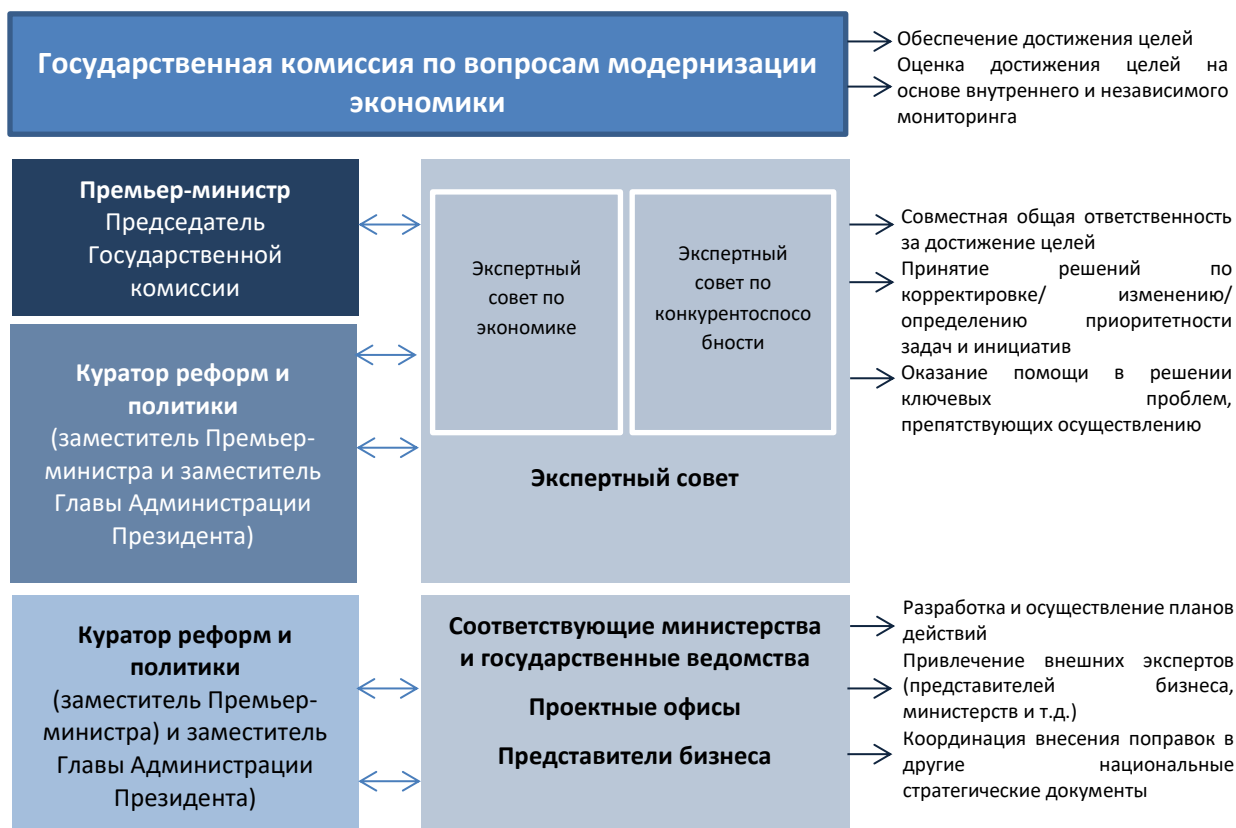 Государственная комиссия по вопросам модернизации
экономики
Обеспечение достижения целей
Оценка достижения целей на
основе внутреннего и независимого
мониторинга
Премьер-министр
Председатель
Государственной
комиссии
Куратор реформ и
политики
(заместитель Премьер-
министра и заместитель
Главы Администрации
Президента)
Экспертный
совет по
экономике
Экспертный
совет по
конкурентоспосо
бности
Экспертный совет
Совместная общая ответственность
за достижение целей
Принятие решений по
корректировке/ изменению/
определению приоритетности
задач и инициатив
Оказание помощи в решении
ключевых проблем,
препятствующих осуществлению
Куратор реформ и
политики
(заместитель Премьер-
министра) и заместитель
Главы Администрации
Президента)
Соответствующие министерства
и государственные ведомства
Проектные офисы
Представители бизнеса
Разработка и осуществление планов
действий
Привлечение внешних экспертов
(представителей бизнеса,
министерств и т.д.)
Координация внесения поправок в
другие национальные
стратегические документы